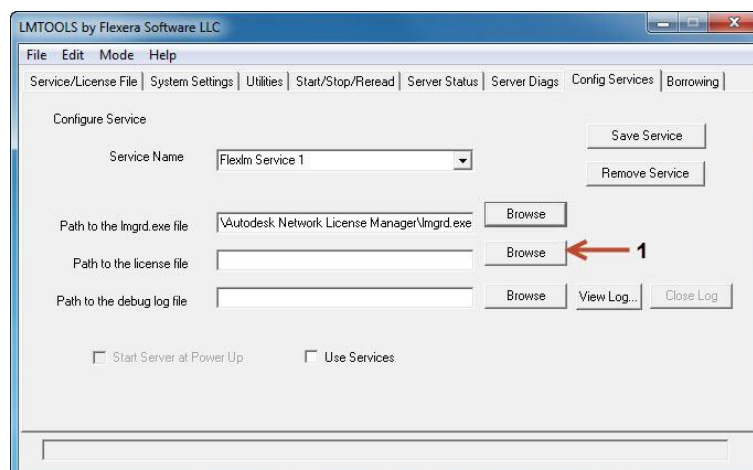 LMTOOLS by Flexera Software LLC
File Edit Mode Help
Service/License File System Settings Utilities Start/Stop/Reread Server Status Server Diags Config Services Borrowing
Configure Service
Save Service
Service Name Flexlm Service 1
Remove Service
Path to the lmgrd.exe file \Autodesk Network License Manager\lmgrd.exe Browse
Path to the license file Browse 1
Path to the debug log file Browse View Log... Close Log
Start Server at Power Up Use Services